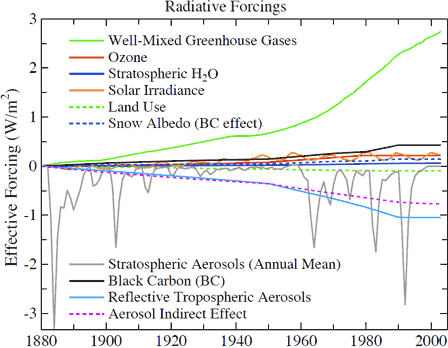 Radiative Forcings
3
Well-Mixed Greenhouse Gases
Ozone
2
Stratospheric H₂O
Solar Irradiance
Land Use
1
Snow Albedo (BC effect)
Effective Forcing (W/m²)
0
-1
-2
Stratospheric Aerosols (Annual Mean)
Black Carbon (BC)
Reflective Tropospheric Aerosols
-3
Aerosol Indirect Effect
1880 1900 1920 1940 1960 1980 2000